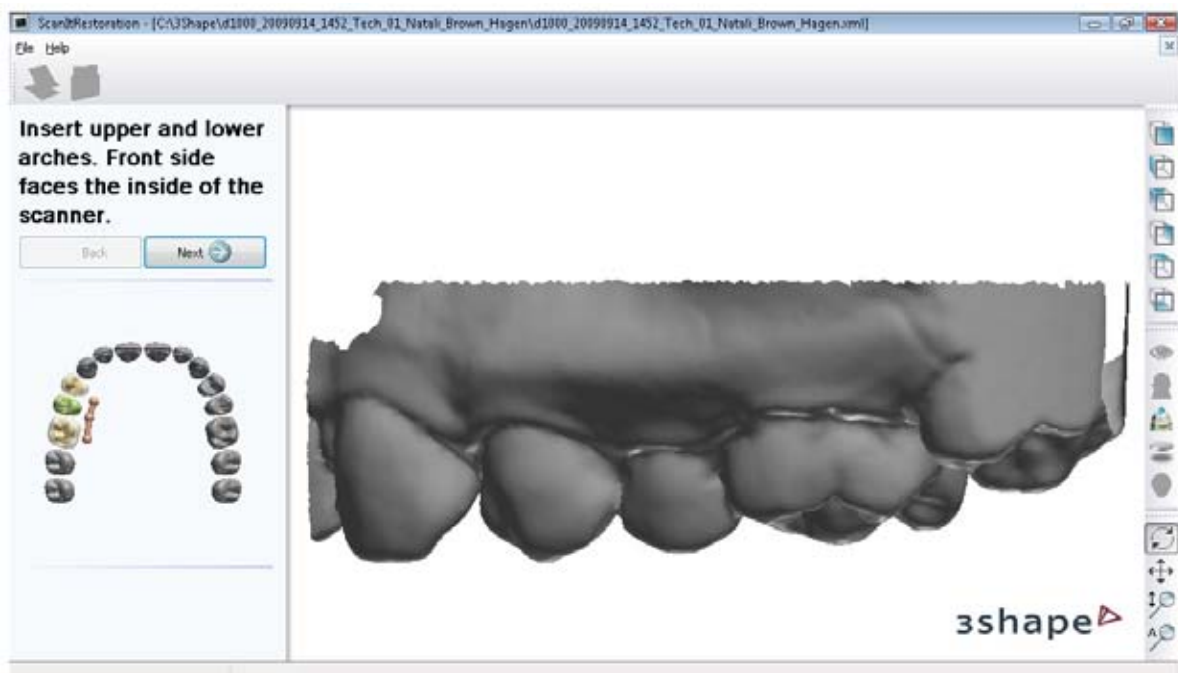 ScanItRestoration - [C:\3Shape\d1000_20090914_1452_Tech_01_Natali_Brown_Hagen\d1000_20090914_1452_Tech_01_Natali_Brown_Hagen.xml]
File Help
Insert upper and lower
arches. Front side
faces the inside of the
scanner.
Back Next
3shape